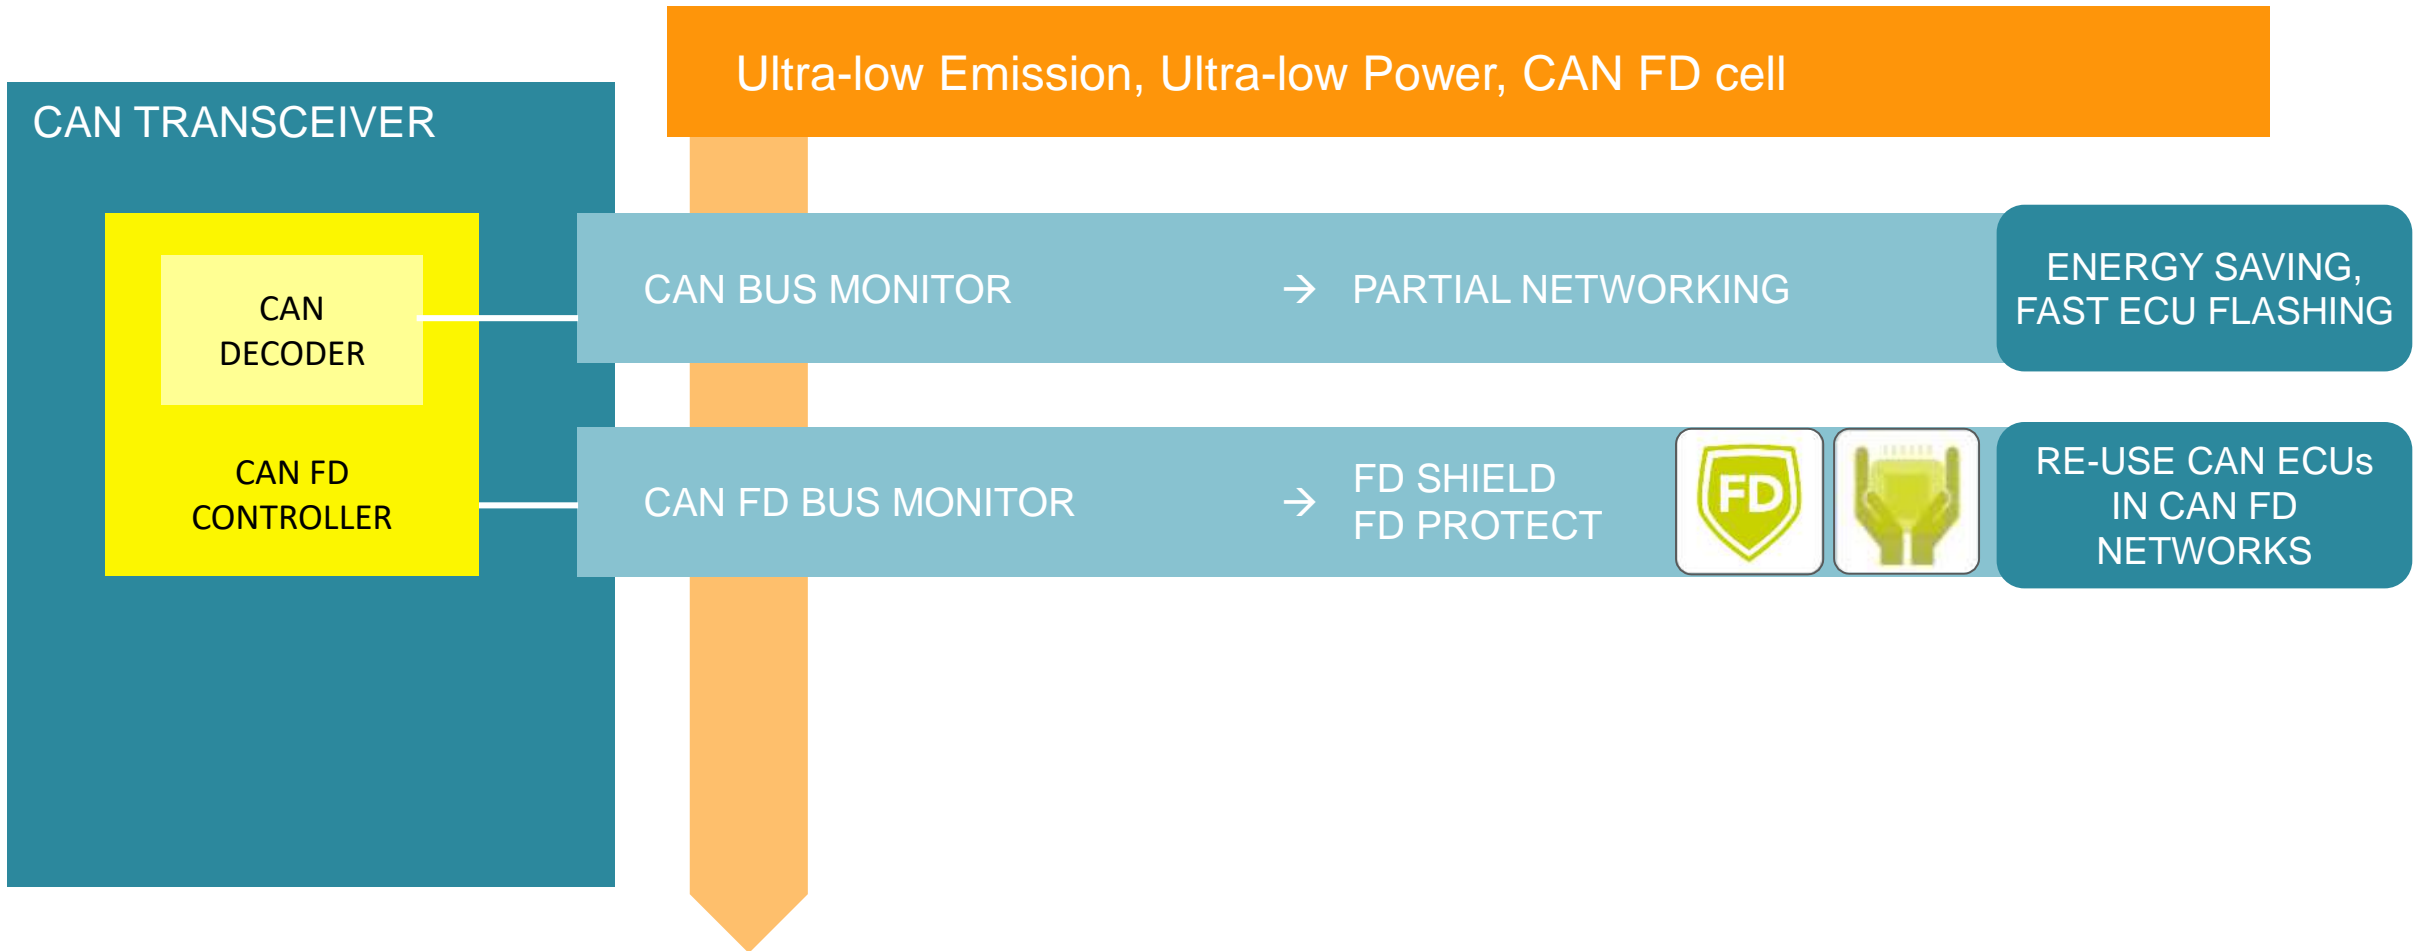 Ultra-low Emission, Ultra-low Power, CAN FD cell
CAN TRANSCEIVER
CAN
DECODER
CAN FD
CONTROLLER
CAN BUS MONITOR → PARTIAL NETWORKING
ENERGY SAVING,
FAST ECU FLASHING
CAN FD BUS MONITOR →
FD SHIELD
FD PROTECT
FD
RE-USE CAN ECUs
IN CAN FD
NETWORKS